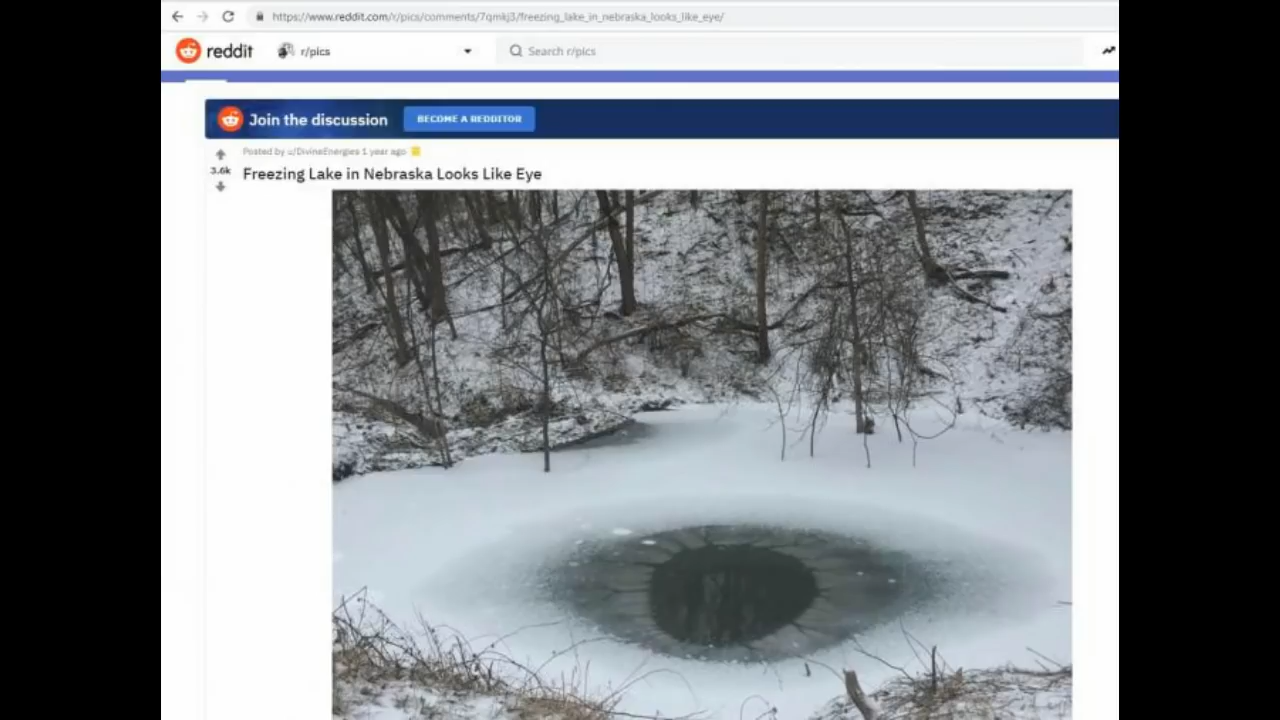 https://www.reddit.com/r/pics/comments/7qmkj3/freezing_lake_in_nebraska_looks_like_eye/
reddit r/pics Search r/pics
Join the discussion BECOME A REDDITOR
Posted by u/DivineEnergies 1 year ago
3.6k Freezing Lake in Nebraska Looks Like Eye